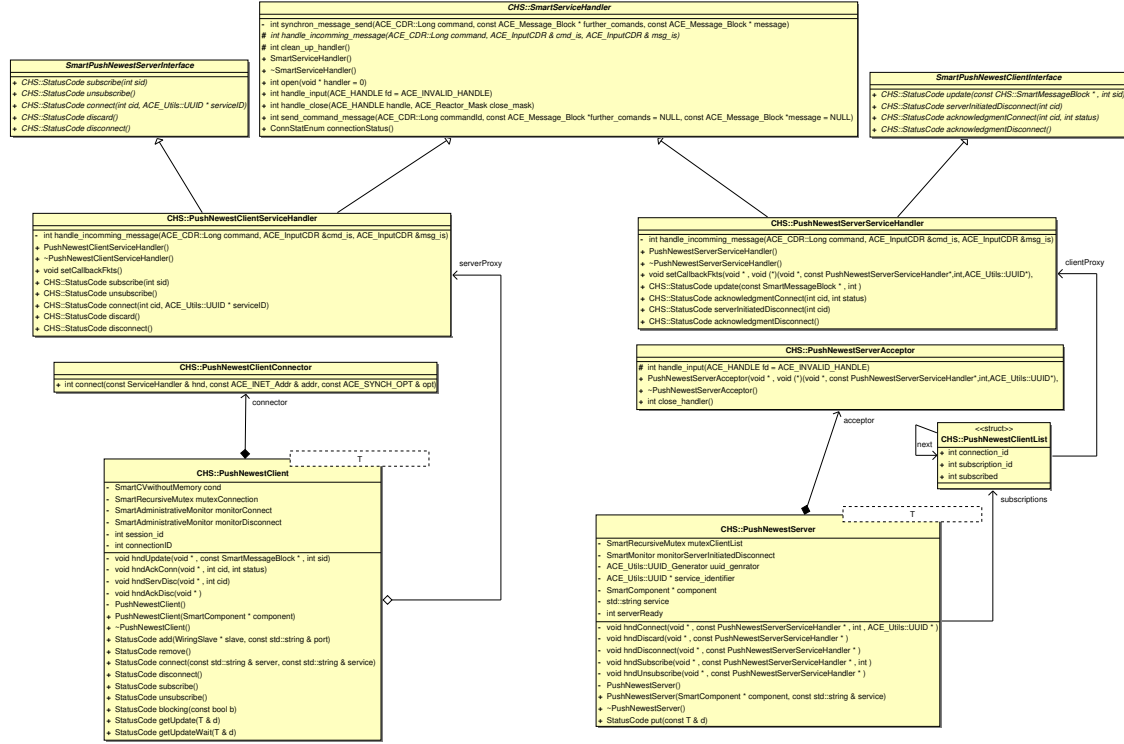 CHS::SmartServiceHandler
- int synchron_message_send(ACE_CDR::Long command, const ACE_Message_Block * further_comands, const ACE_Message_Block * message)
# int handle_incomming_message(ACE_CDR::Long command, ACE_InputCDR & cmd_is, ACE_InputCDR & msg_is)
# int clean_up_handler()
+ SmartServiceHandler()
+ ~SmartServiceHandler()
+ int open(void * handler = 0)
+ int handle_input(ACE_HANDLE fd = ACE_INVALID_HANDLE)
+ int handle_close(ACE_HANDLE handle, ACE_Reactor_Mask close_mask)
+ int send_command_message(ACE_CDR::Long commandId, const ACE_Message_Block *further_comands = NULL, const ACE_Message_Block *message = NULL)
+ ConnStatEnum connectionStatus()
SmartPushNewestServerInterface
+ CHS::StatusCode subscribe(int sid)
+ CHS::StatusCode unsubscribe()
+ CHS::StatusCode connect(int cid, ACE_Utils::UUID * serviceID)
+ CHS::StatusCode discard()
+ CHS::StatusCode disconnect()
SmartPushNewestClientInterface
+ CHS::StatusCode update(const CHS::SmartMessageBlock * , int sid)
+ CHS::StatusCode serverInitiatedDisconnect(int cid)
+ CHS::StatusCode acknowledgmentConnect(int cid, int status)
+ CHS::StatusCode acknowledgmentDisconnect()
CHS::PushNewestClientServiceHandler
- int handle_incomming_message(ACE_CDR::Long command, ACE_InputCDR &cmd_is, ACE_InputCDR &msg_is)
+ PushNewestClientServiceHandler()
+ ~PushNewestClientServiceHandler()
+ void setCallbackFkts()
+ CHS::StatusCode subscribe(int sid)
+ CHS::StatusCode unsubscribe()
+ CHS::StatusCode connect(int cid, ACE_Utils::UUID * serviceID)
+ CHS::StatusCode discard()
+ CHS::StatusCode disconnect()
serverProxy
CHS::PushNewestServerServiceHandler
- int handle_incomming_message(ACE_CDR::Long command, ACE_InputCDR &cmd_is, ACE_InputCDR &msg_is)
+ PushNewestServerServiceHandler()
+ ~PushNewestServerServiceHandler()
+ void setCallbackFkts(void * , void (*)(void *, const PushNewestServerServiceHandler*,int,ACE_Utils::UUID*),
+ CHS::StatusCode update(const SmartMessageBlock * , int )
+ CHS::StatusCode acknowledgmentConnect(int cid, int status)
+ CHS::StatusCode serverInitiatedDisconnect(int cid)
+ CHS::StatusCode acknowledgmentDisconnect()
clientProxy
CHS::PushNewestClientConnector
+ int connect(const ServiceHandler & hnd, const ACE_INET_Addr & addr, const ACE_SYNCH_OPT & opt)
connector
CHS::PushNewestServerAcceptor
# int handle_input(ACE_HANDLE fd = ACE_INVALID_HANDLE)
+ PushNewestServerAcceptor(void * , void (*)(void *, const PushNewestServerServiceHandler*,int,ACE_Utils::UUID*),
+ ~PushNewestServerAcceptor()
+ int close_handler()
acceptor
<<struct>>
CHS::PushNewestClientList
+ int connection_id
+ int subscription_id
+ int subscribed
next
subscriptions
T
CHS::PushNewestClient
- SmartCVwithoutMemory cond
- SmartRecursiveMutex mutexConnection
- SmartAdministrativeMonitor monitorConnect
- SmartAdministrativeMonitor monitorDisconnect
- int session_id
- int connectionID
- void hndUpdate(void * , const SmartMessageBlock * , int sid)
- void hndAckConn(void * , int cid, int status)
- void hndServDisc(void * , int cid)
- void hndAckDisc(void * )
- PushNewestClient()
+ PushNewestClient(SmartComponent * component)
+ ~PushNewestClient()
+ StatusCode add(WiringSlave * slave, const std::string & port)
+ StatusCode remove()
+ StatusCode connect(const std::string & server, const std::string & service)
+ StatusCode disconnect()
+ StatusCode subscribe()
+ StatusCode unsubscribe()
+ StatusCode blocking(const bool b)
+ StatusCode getUpdate(T & d)
+ StatusCode getUpdateWait(T & d)
T
CHS::PushNewestServer
- SmartRecursiveMutex mutexClientList
- SmartMonitor monitorServerInitiatedDisconnect
- ACE_Utils::UUID_Generator uuid_genrator
- ACE_Utils::UUID * service_identifier
- SmartComponent * component
- std::string service
- int serverReady
- void hndConnect(void * , const PushNewestServerServiceHandler * , int , ACE_Utils::UUID * )
- void hndDiscard(void * , const PushNewestServerServiceHandler * )
- void hndDisconnect(void * , const PushNewestServerServiceHandler * )
- void hndSubscribe(void * , const PushNewestServerServiceHandler * , int )
- void hndUnsubscribe(void * , const PushNewestServerServiceHandler * )
- PushNewestServer()
+ PushNewestServer(SmartComponent * component, const std::string & service)
+ ~PushNewestServer()
+ StatusCode put(const T & d)